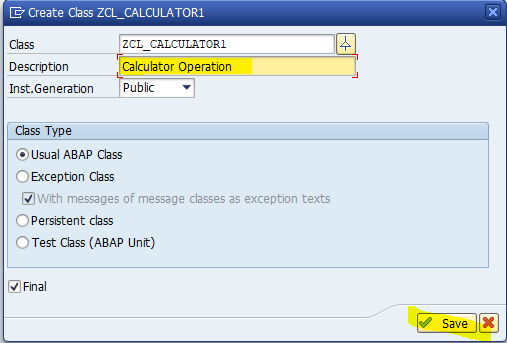 Create Class ZCL_CALCULATOR1
Class ZCL_CALCULATOR1
Description Calculator Operation
Inst.Generation Public
Class Type
Usual ABAP Class
Exception Class
With messages of message classes as exception texts
Persistent class
Test Class (ABAP Unit)
Final
Save